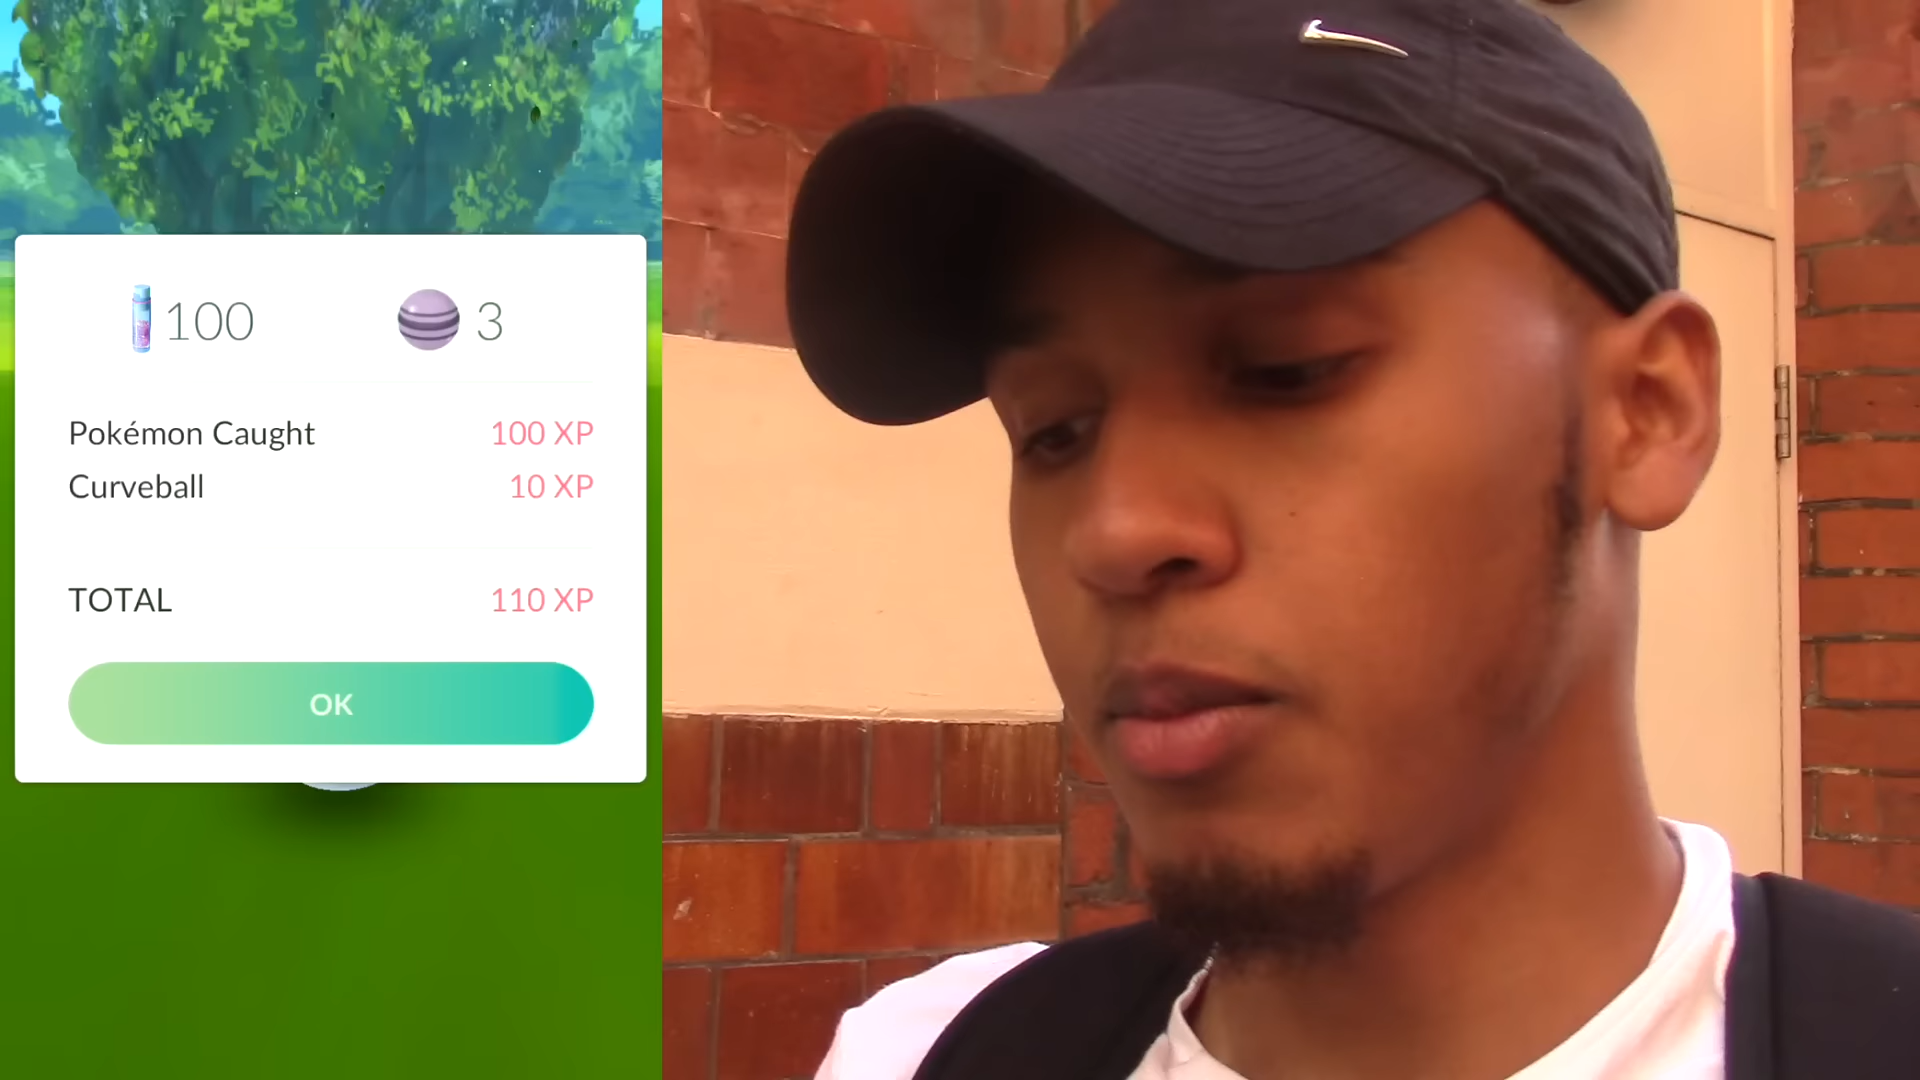 100 3
Pokémon Caught 100 XP
Curveball 10 XP
TOTAL 110 XP
OK